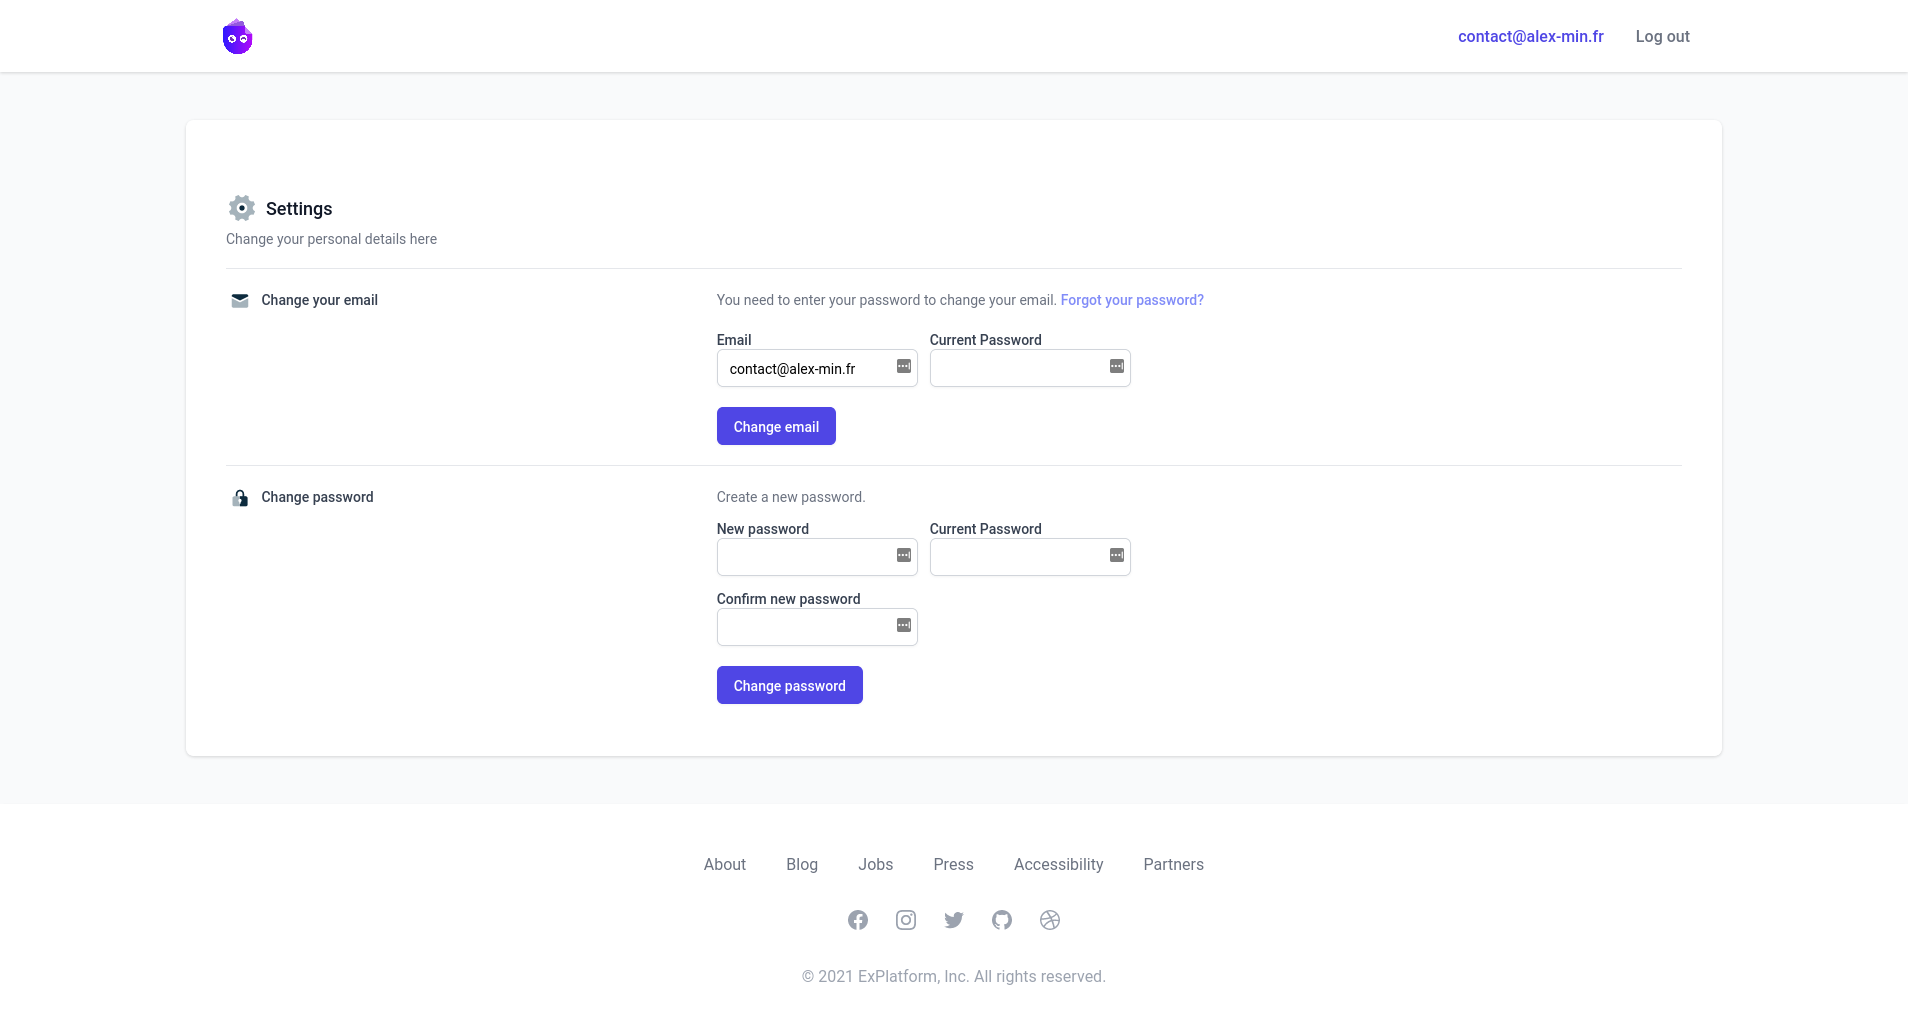 contact@alex-min.fr Log out
Settings
Change your personal details here
Change your email
You need to enter your password to change your email. Forgot your password?
Email Current Password
contact@alex-min.fr
Change email
Change password
Create a new password.
New password Current Password
Confirm new password
Change password
About Blog Jobs Press Accessibility Partners
© 2021 ExPlatform, Inc. All rights reserved.